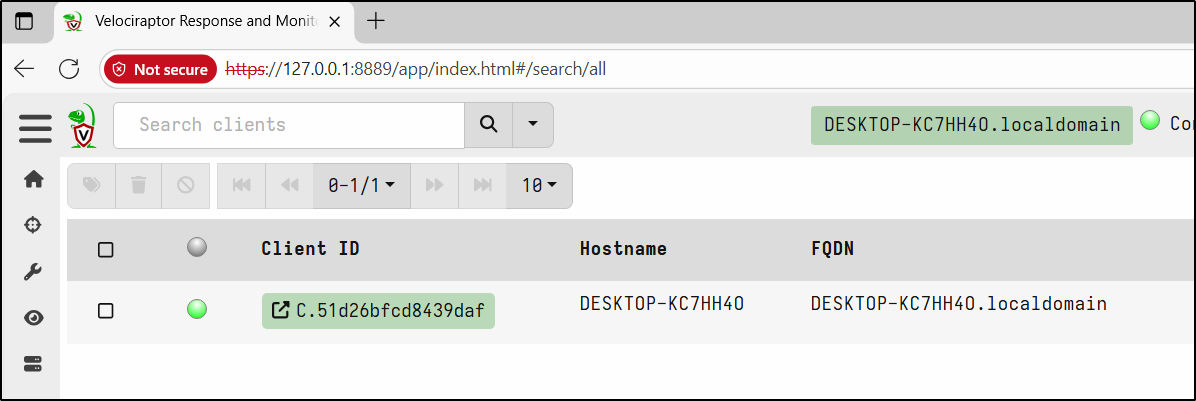 Velociraptor Response and Monito
Not secure https://127.0.0.1:8889/app/index.html#/search/all
V Search clients DESKTOP-KC7HH4O.localdomain Co
0-1/1 10
Client ID Hostname FQDN
C.51d26bfcd8439daf DESKTOP-KC7HH4O DESKTOP-KC7HH4O.localdomain